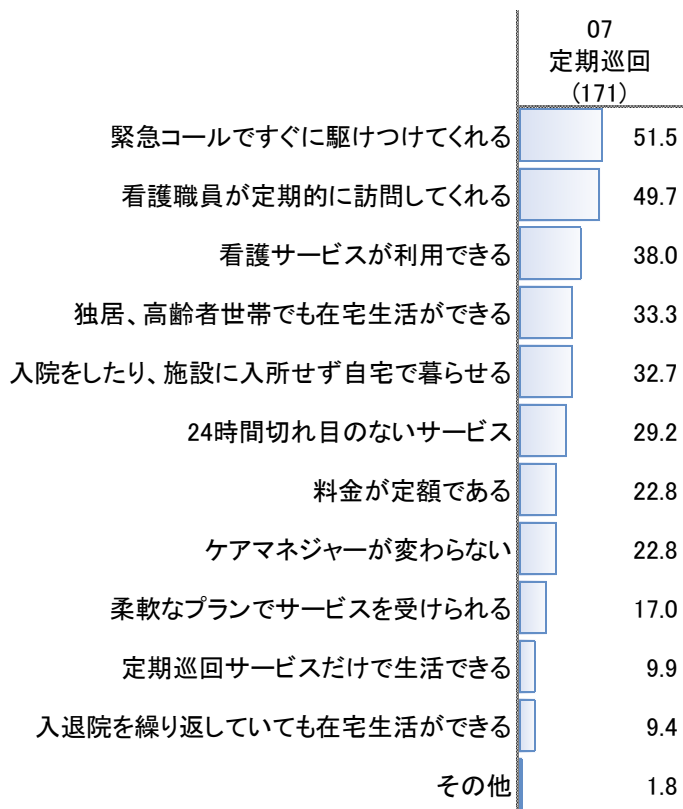 07
定期巡回
(171)
緊急コールですぐに駆けつけてくれる 51.5
看護職員が定期的に訪問してくれる 49.7
看護サービスが利用できる 38.0
独居、高齢者世帯でも在宅生活ができる 33.3
入院をしたり、施設に入所せず自宅で暮らせる 32.7
24時間切れ目のないサービス 29.2
料金が定額である 22.8
ケアマネジャーが変わらない 22.8
柔軟なプランでサービスを受けられる 17.0
定期巡回サービスだけで生活できる 9.9
入退院を繰り返していても在宅生活ができる 9.4
その他 1.8